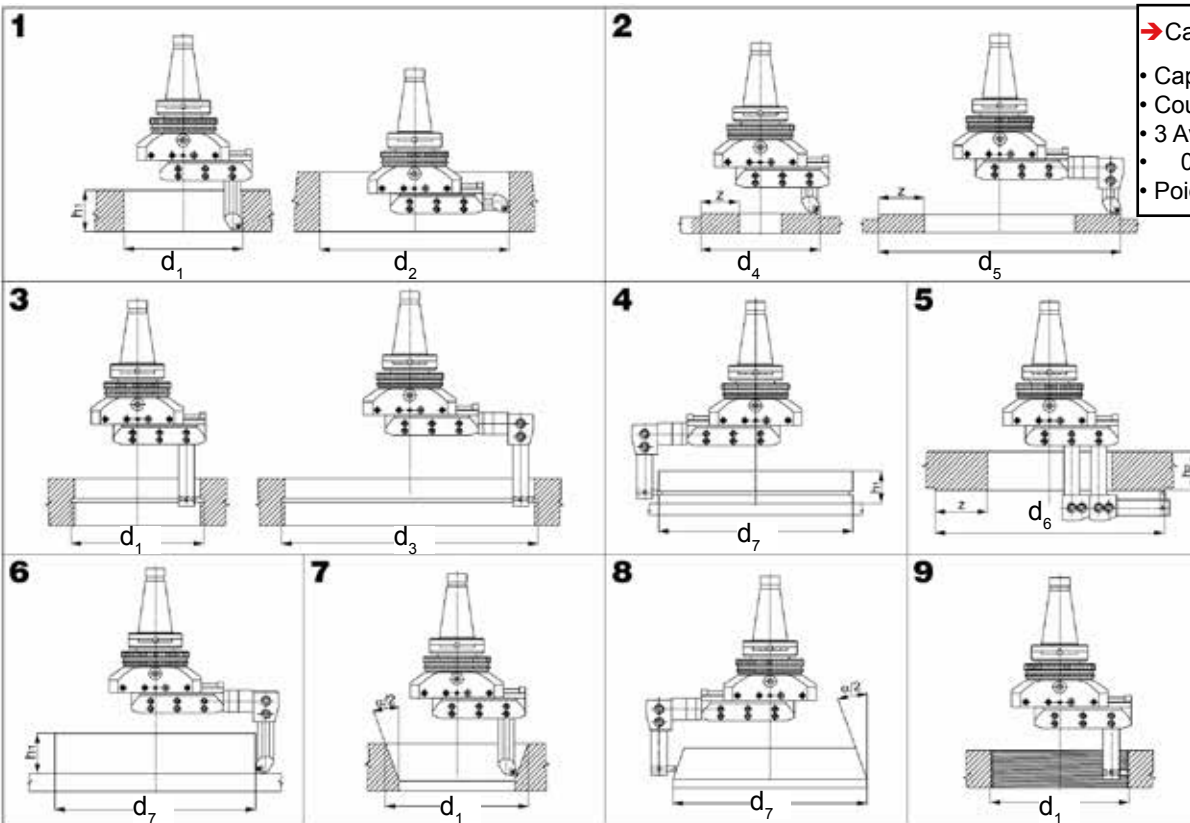 1
h₁
d₁
d₂
2
z
z
d₄
d₅
→ Ca
• Cap
• Cou
• 3 Av
• 0
• Poi
3
d₁
d₃
4
h₁
d₇
5
z
d₆
6
h₁
d₇
7
α/2
d₁
8
α/2
d₇
9
d₁